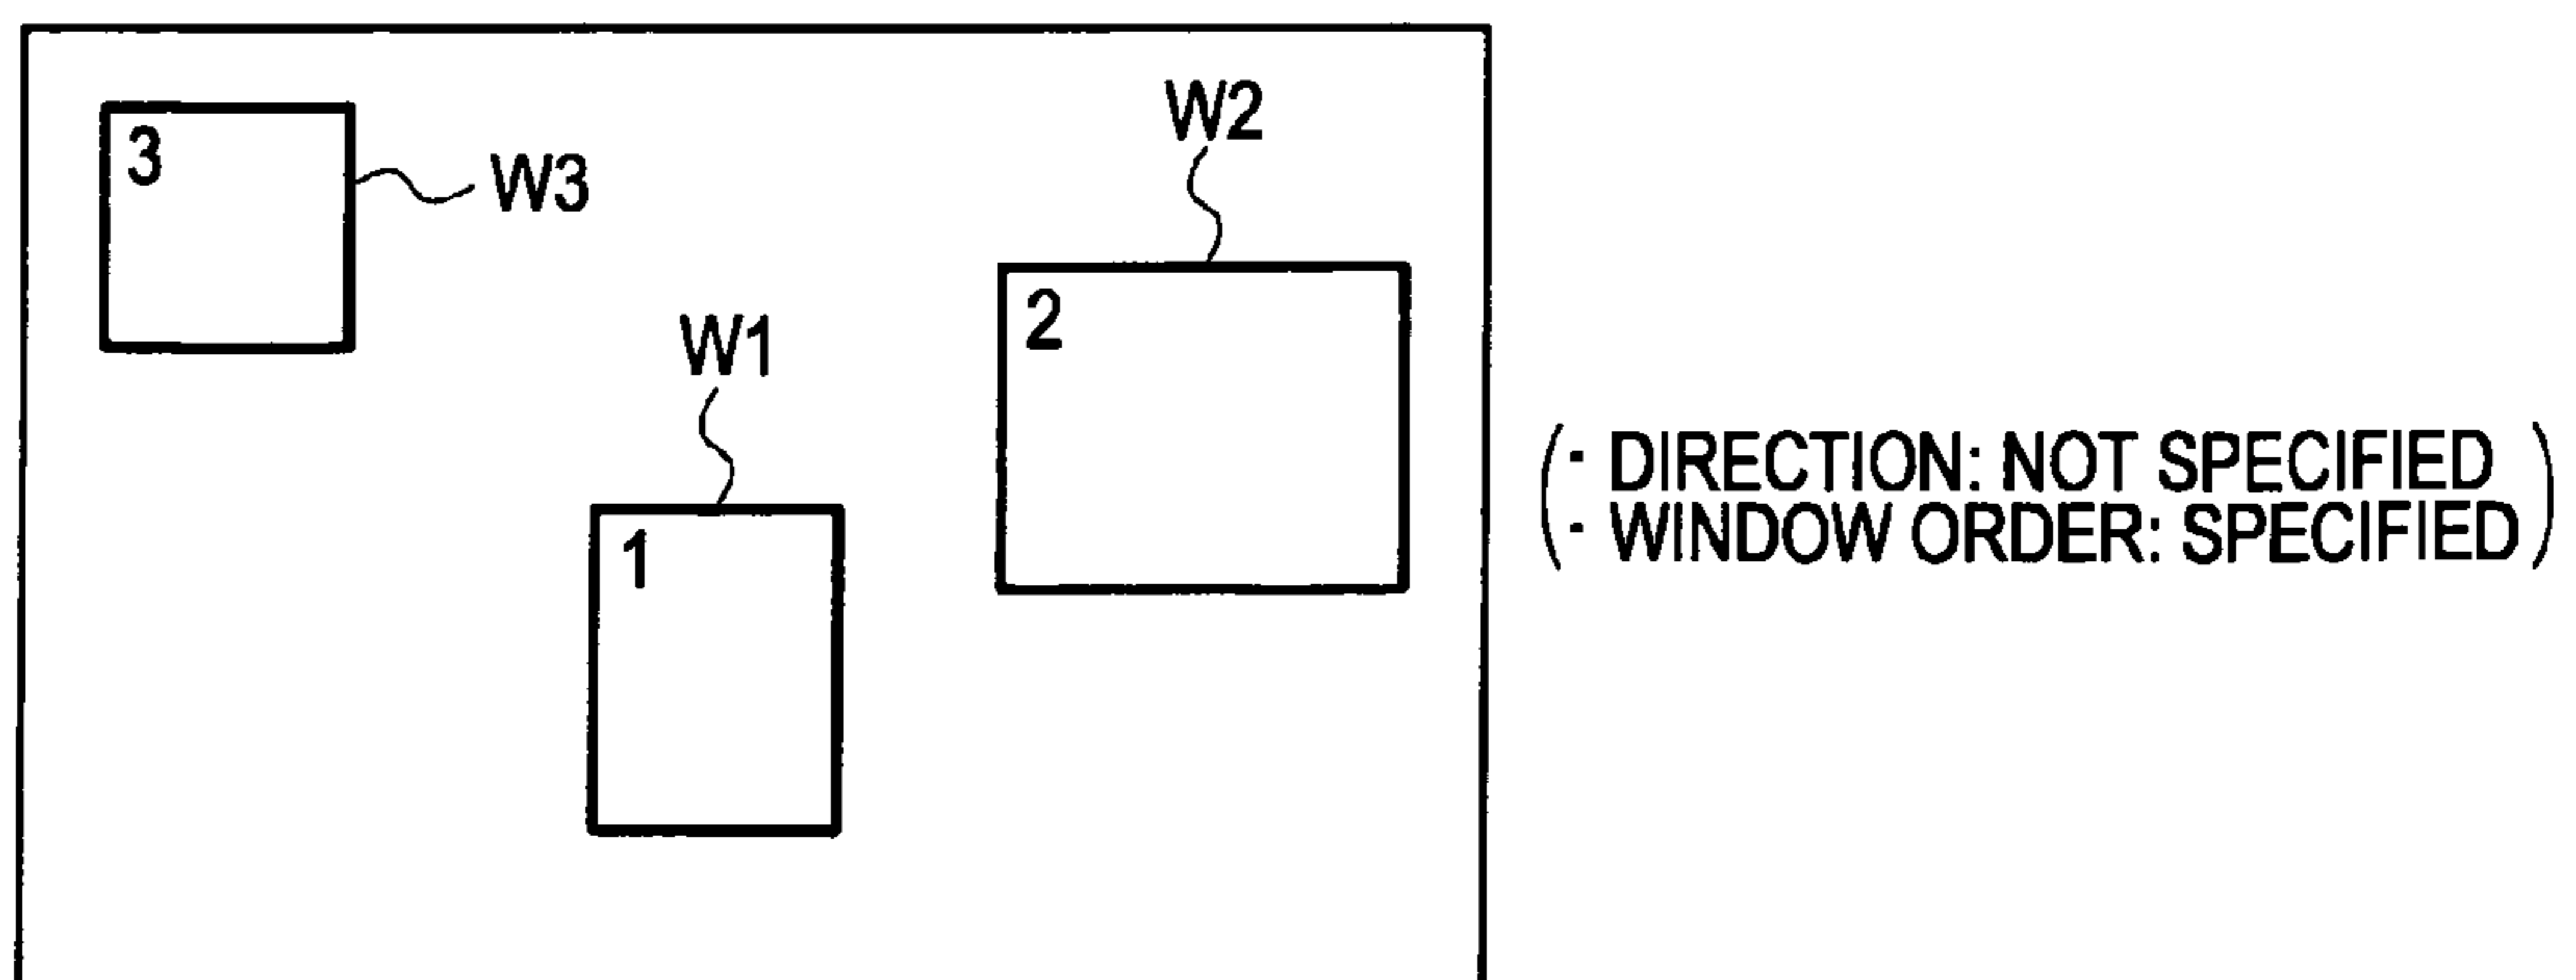 W2
3
W3
2
W1
1
(· DIRECTION: NOT SPECIFIED
· WINDOW ORDER: SPECIFIED)